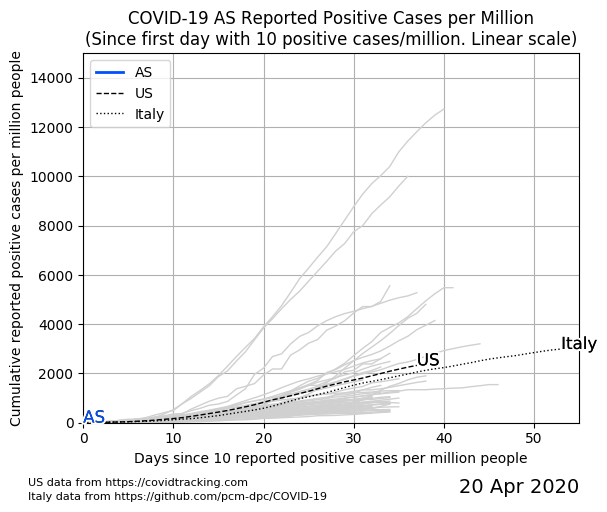 COVID-19 AS Reported Positive Cases per Million
(Since first day with 10 positive cases/million. Linear scale)
Cumulative reported positive cases per million people
14000
12000
10000
8000
6000
4000
2000
0
AS
US
Italy
Italy
US
AS
0 10 20 30 40 50
Days since 10 reported positive cases per million people
US data from https://covidtracking.com
Italy data from https://github.com/pcm-dpc/COVID-19
20 Apr 2020